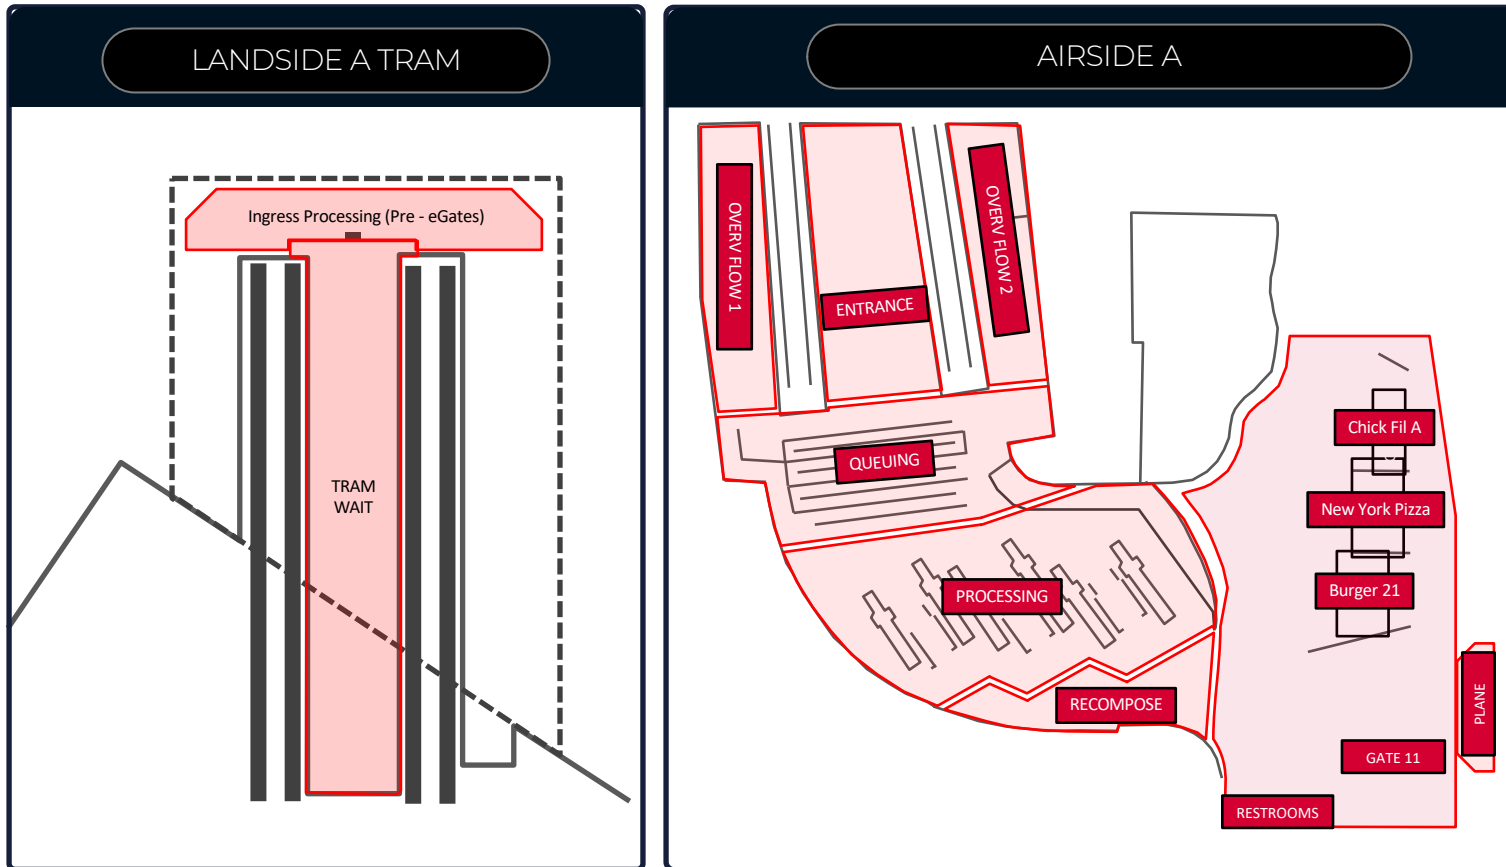 LANDSIDE A TRAM
Ingress Processing (Pre - eGates)
TRAM
WAIT
AIRSIDE A
OVERV FLOW 1
ENTRANCE
OVERV FLOW 2
QUEUING
PROCESSING
RECOMPOSE
Chick Fil A
New York Pizza
Burger 21
PLANE
GATE 11
RESTROOMS